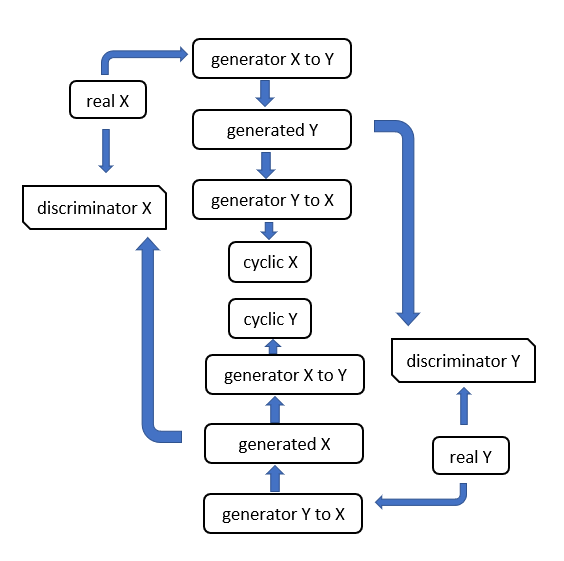 generator X to Y
real X
generated Y
generator Y to X
discriminator X
cyclic X
cyclic Y
discriminator Y
generator X to Y
generated X
real Y
generator Y to X